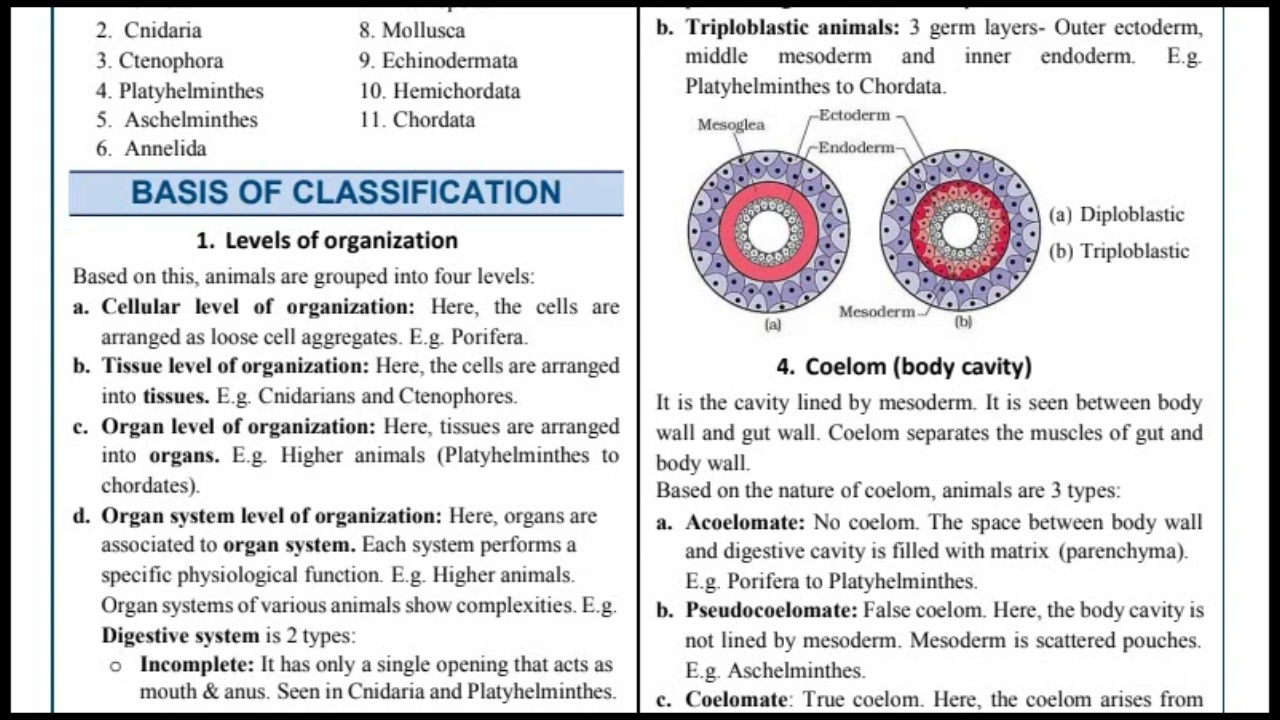 2. Cnidaria
3. Ctenophora
4. Platyhelminthes
5. Aschelminthes
6. Annelida
8. Mollusca
9. Echinodermata
10. Hemichordata
11. Chordata
BASIS OF CLASSIFICATION
1. Levels of organization
Based on this, animals are grouped into four levels:
a. Cellular level of organization: Here, the cells are
arranged as loose cell aggregates. E.g. Porifera.
b. Tissue level of organization: Here, the cells are arranged
into tissues. E.g. Cnidarians and Ctenophores.
c. Organ level of organization: Here, tissues are arranged
into organs. E.g. Higher animals (Platyhelminthes to
chordates).
d. Organ system level of organization: Here, organs are
associated to organ system. Each system performs a
specific physiological function. E.g. Higher animals.
Organ systems of various animals show complexities. E.g.
Digestive system is 2 types:
o Incomplete: It has only a single opening that acts as
mouth & anus. Seen in Cnidaria and Platyhelminthes.
b. Triploblastic animals: 3 germ layers- Outer ectoderm,
middle mesoderm and inner endoderm. E.g.
Platyhelminthes to Chordata.
Mesoglea
Ectoderm
Endoderm
Mesoderm
(a)
(b)
(a) Diploblastic
(b) Triploblastic
4. Coelom (body cavity)
It is the cavity lined by mesoderm. It is seen between body
wall and gut wall. Coelom separates the muscles of gut and
body wall.
Based on the nature of coelom, animals are 3 types:
a. Acoelomate: No coelom. The space between body wall
and digestive cavity is filled with matrix (parenchyma).
E.g. Porifera to Platyhelminthes.
b. Pseudocoelomate: False coelom. Here, the body cavity is
not lined by mesoderm. Mesoderm is scattered pouches.
E.g. Aschelminthes.
c. Coelomate: True coelom. Here, the coelom arises from